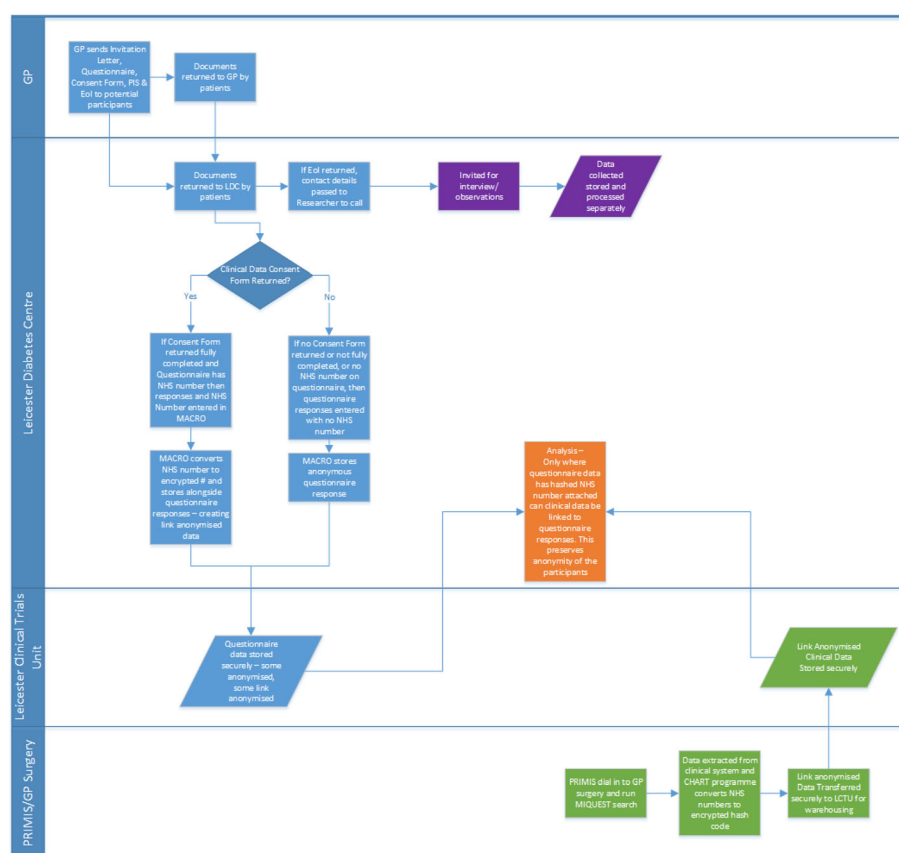 GP
GP sends Invitation
Letter,
Questionnaire,
Consent Form, PIS &
EoI to potential
participants
Documents
returned to GP by
patients
Leicester Diabetes Centre
Documents
returned to LDC by
patients
If EoI returned,
contact details
passed to
Researcher to call
Invited for
interview/
observations
Data
collected
stored and
processed
separately
Clinical Data Consent
Form Returned?
Yes
No
If Consent Form
returned fully
completed and
Questionnaire has
NHS number then
responses and NHS
Number entered in
MACRO
If no Consent Form
returned or not fully
completed, or no
NHS number on
questionnaire, then
questionnaire
responses entered
with no NHS
number
MACRO converts
NHS number to
encrypted # and
stores alongside
questionnaire
responses – creating
link anonymised
data
MACRO stores
anonymous
questionnaire
response
Analysis –
Only where
questionnaire data
has hashed NHS
number attached
can clinical data be
linked to
questionnaire
responses. This
preserves
anonymity of the
participants
Leicester Clinical Trials
Unit
Questionnaire
data stored
securely – some
anonymised,
some link
anonymised
Link Anonymised
Clinical Data
Stored securely
PRIMIS/GP Surgery
PRIMIS dial in to GP
surgery and run
MIQUEST search
Data extracted from
clinical system and
CHART programme
converts NHS
numbers to
encrypted hash
code
Link anonymised
Data Transferred
securely to LCTU for
warehousing